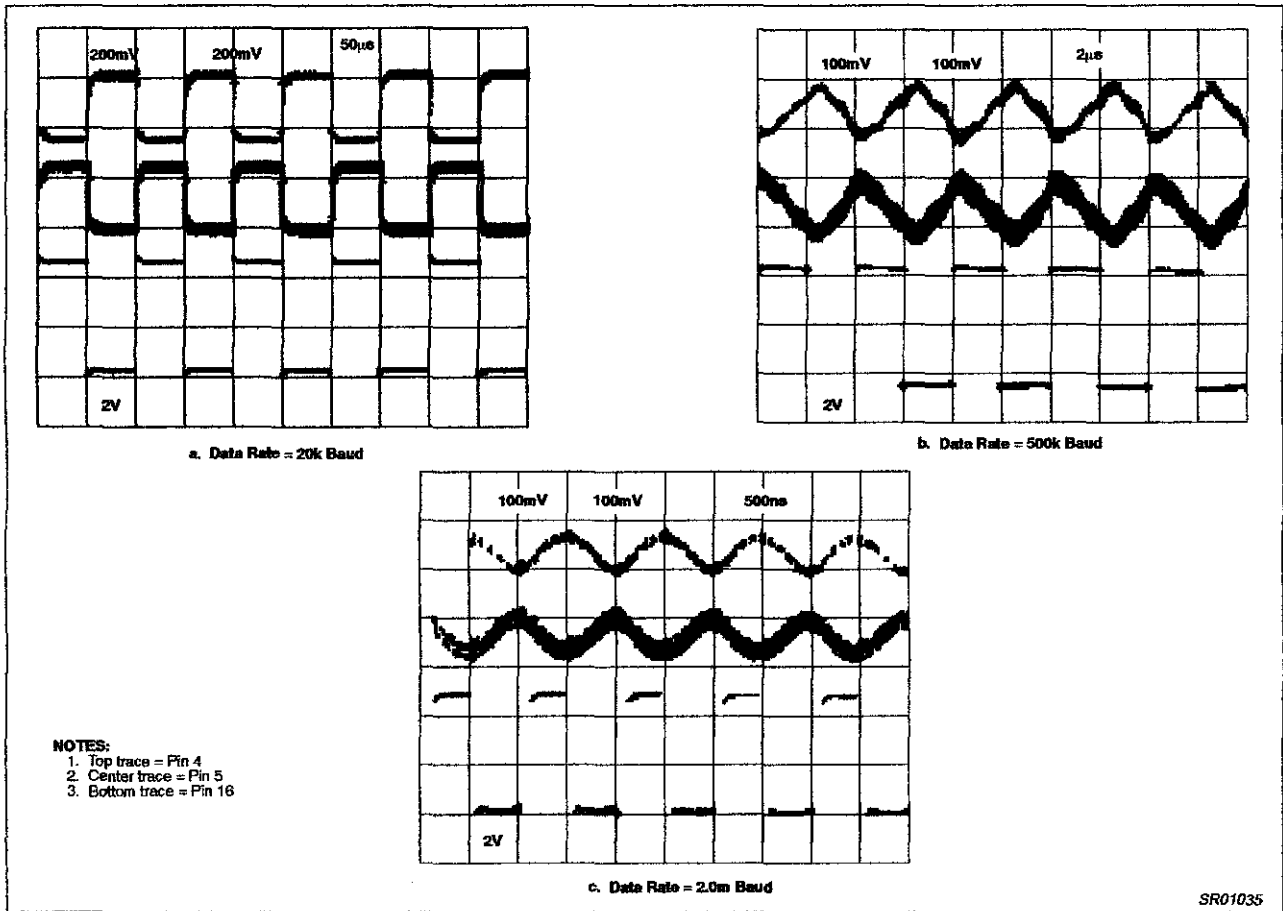 200mV 200mV 50μs
2V
a. Data Rate = 20k Baud
100mV 100mV 2μs
2V
b. Data Rate = 500k Baud
100mV 100mV 500ns
2V
c. Data Rate = 2.0m Baud
NOTES:
1. Top trace = Pin 4
2. Center trace = Pin 5
3. Bottom trace = Pin 16
SR01035